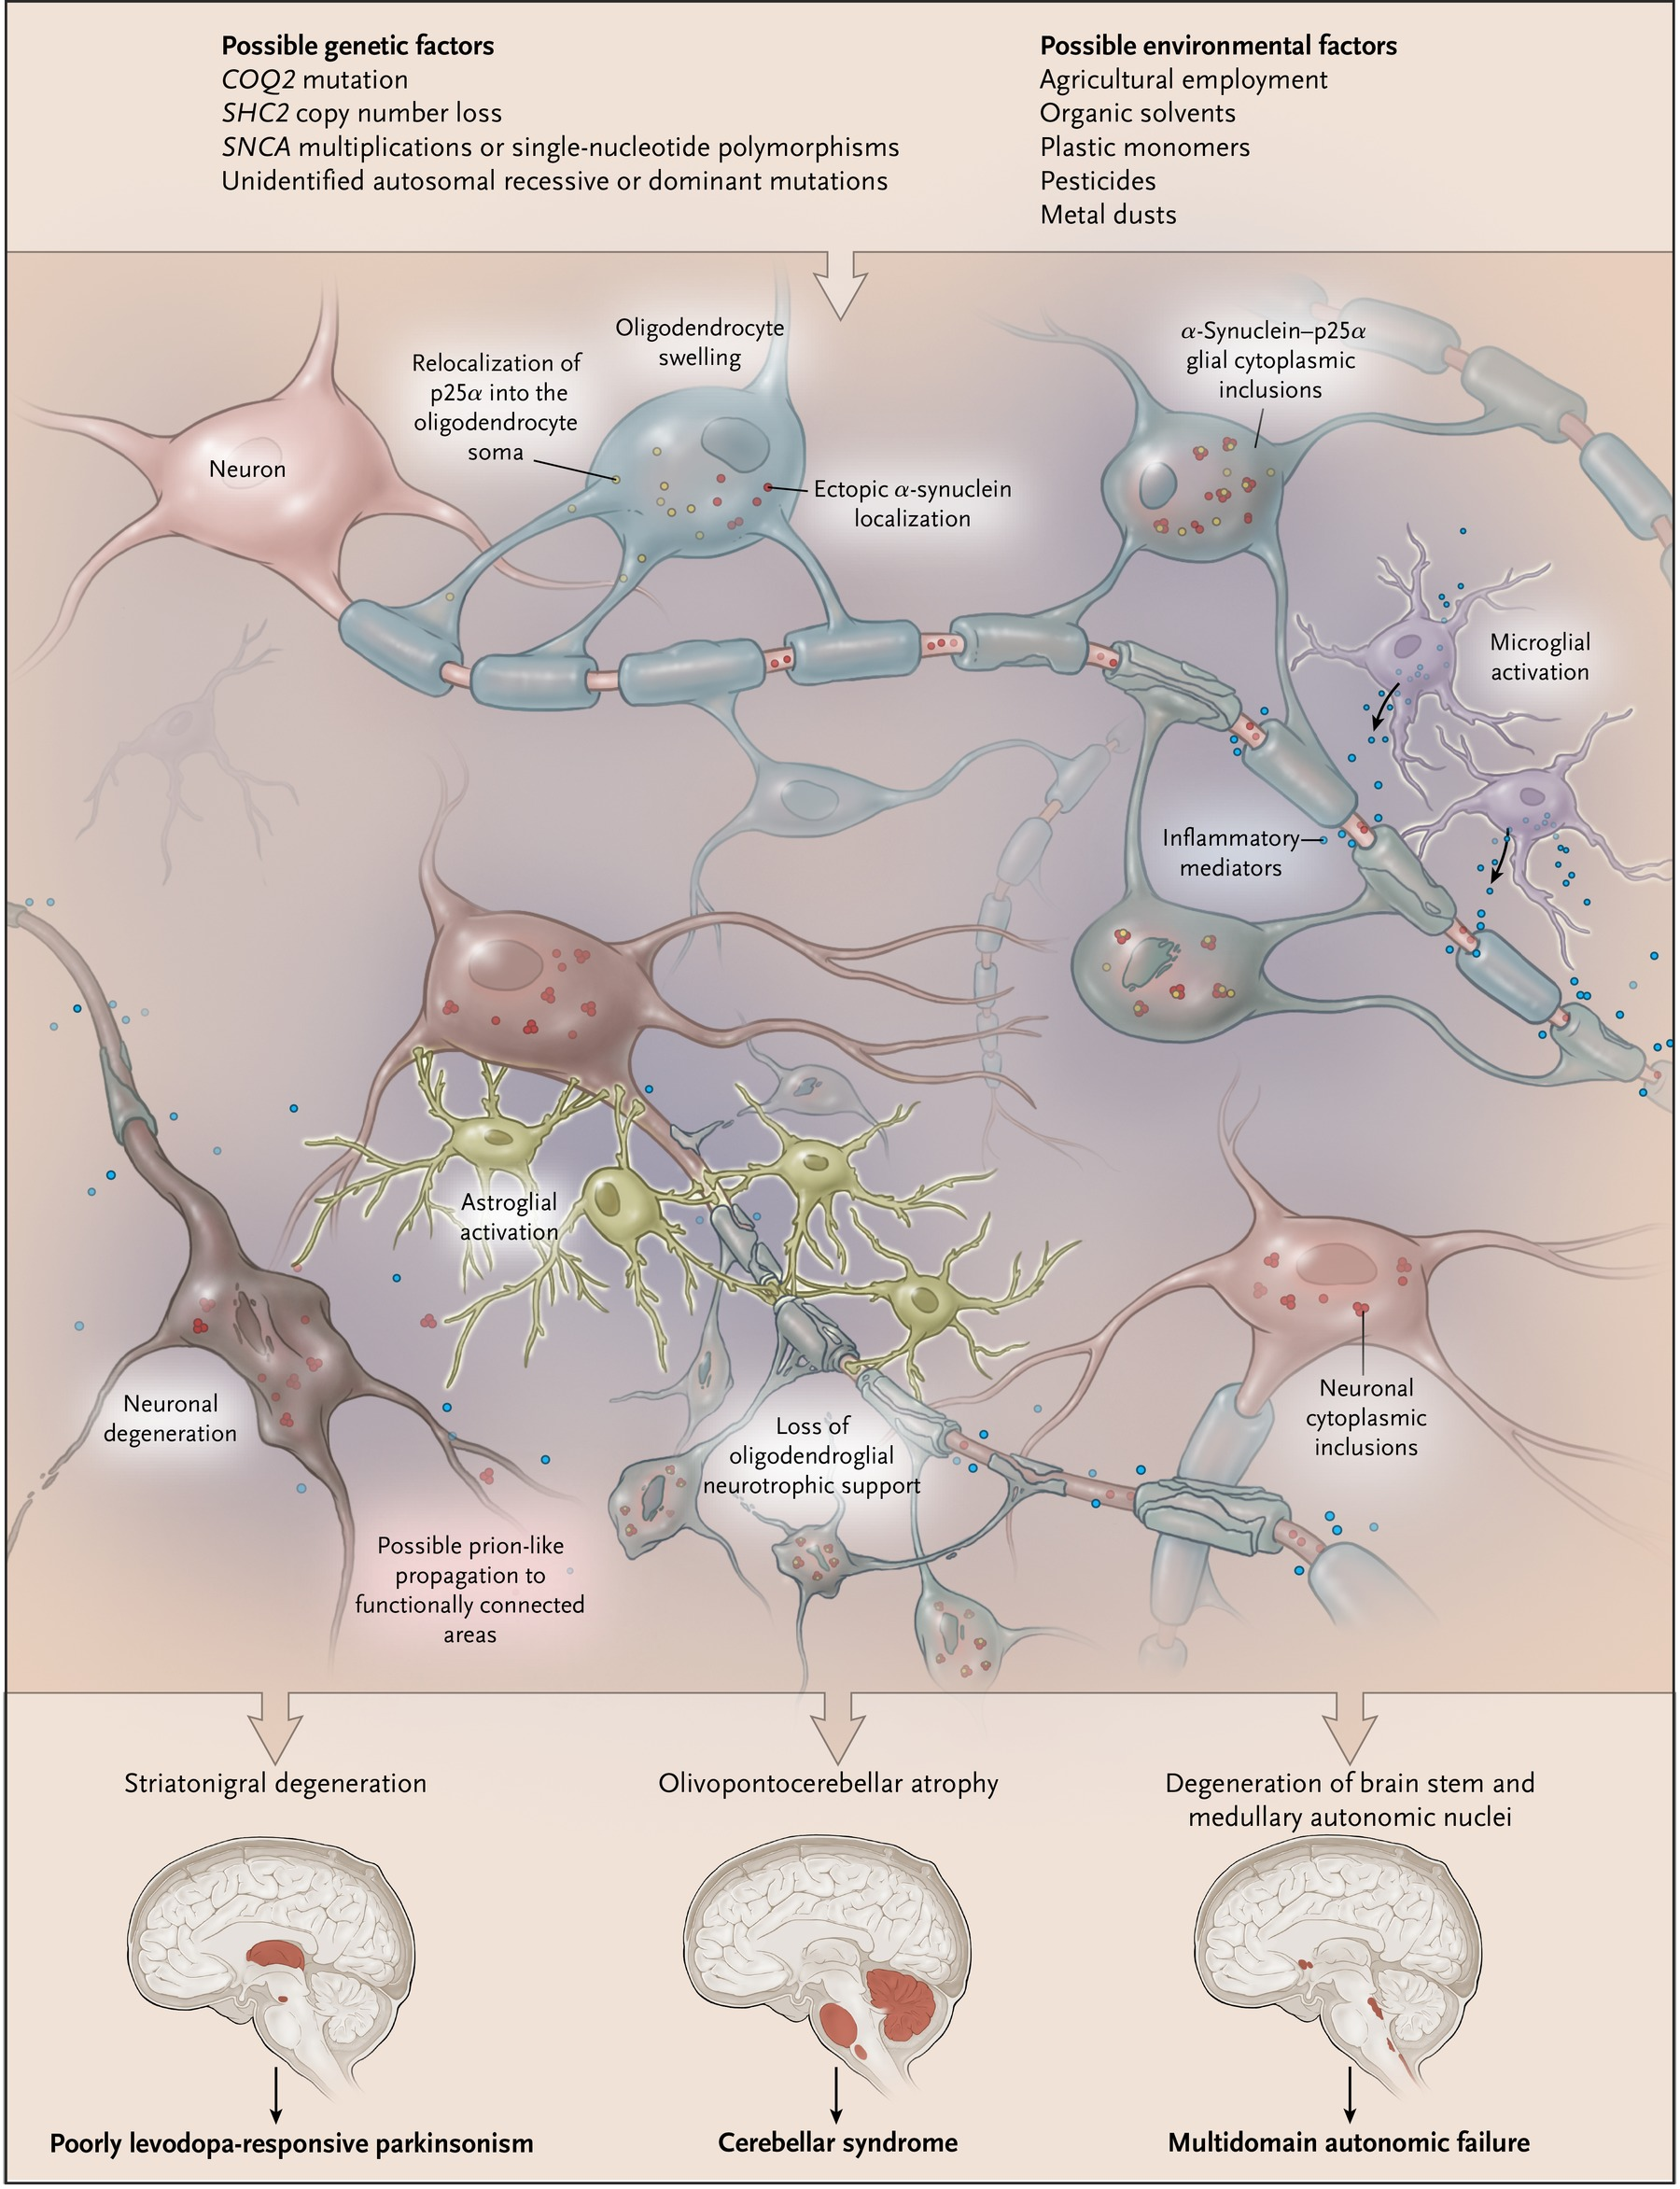 Possible genetic factors
COQ2 mutation
SHC2 copy number loss
SNCA multiplications or single-nucleotide polymorphisms
Unidentified autosomal recessive or dominant mutations
Possible environmental factors
Agricultural employment
Organic solvents
Plastic monomers
Pesticides
Metal dusts
Neuron
Relocalization of
p25α into the
oligodendrocyte
soma
Oligodendrocyte
swelling
Ectopic α-synuclein
localization
α-Synuclein–p25α
glial cytoplasmic
inclusions
Microglial
activation
Inflammatory
mediators
Astroglial
activation
Neuronal
degeneration
Loss of
oligodendroglial
neurotrophic support
Neuronal
cytoplasmic
inclusions
Possible prion-like
propagation to
functionally connected
areas
Striatonigral degeneration
Olivopontocerebellar atrophy
Degeneration of brain stem and
medullary autonomic nuclei
Poorly levodopa-responsive parkinsonism
Cerebellar syndrome
Multidomain autonomic failure